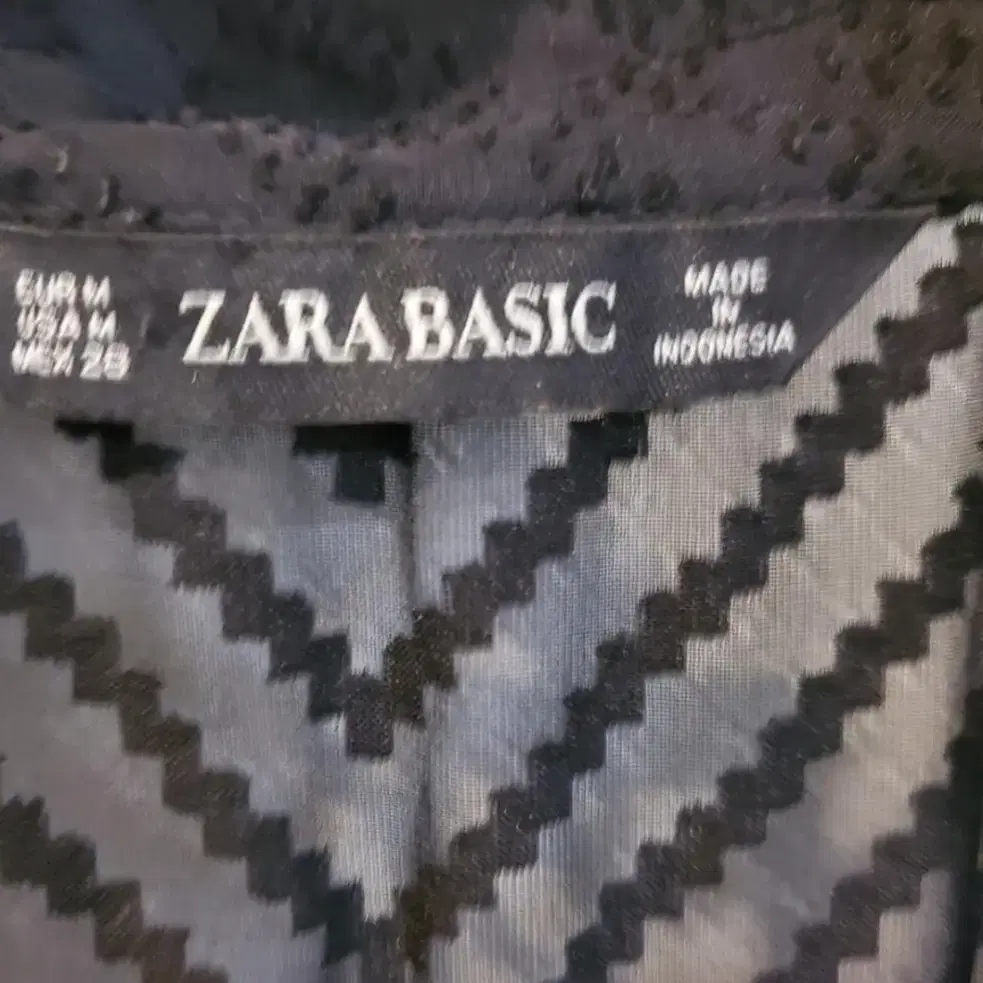 EUR M
USA M
MEX 28
ZARA BASIC
MADE
IN
INDONESIA